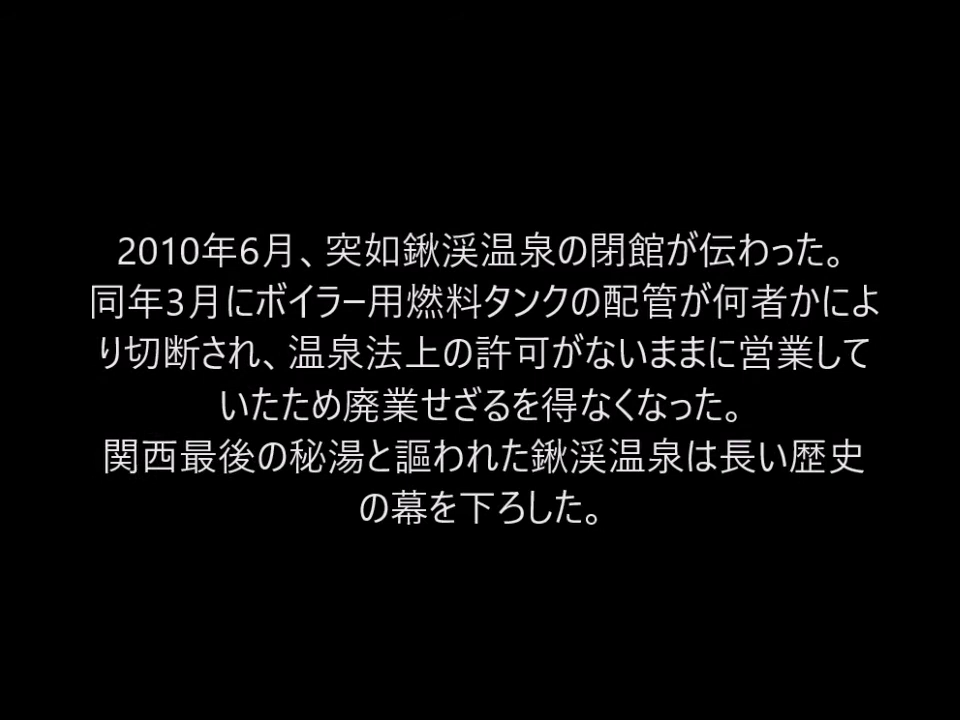 2010年6月、突如鍬渓温泉の閉館が伝わった。
同年3月にボイラー用燃料タンクの配管が何者かによ
り切断され、温泉法上の許可がないままに営業して
いたため廃業せざるを得なくなった。
関西最後の秘湯と謳われた鍬渓温泉は長い歴史
の幕を下ろした。